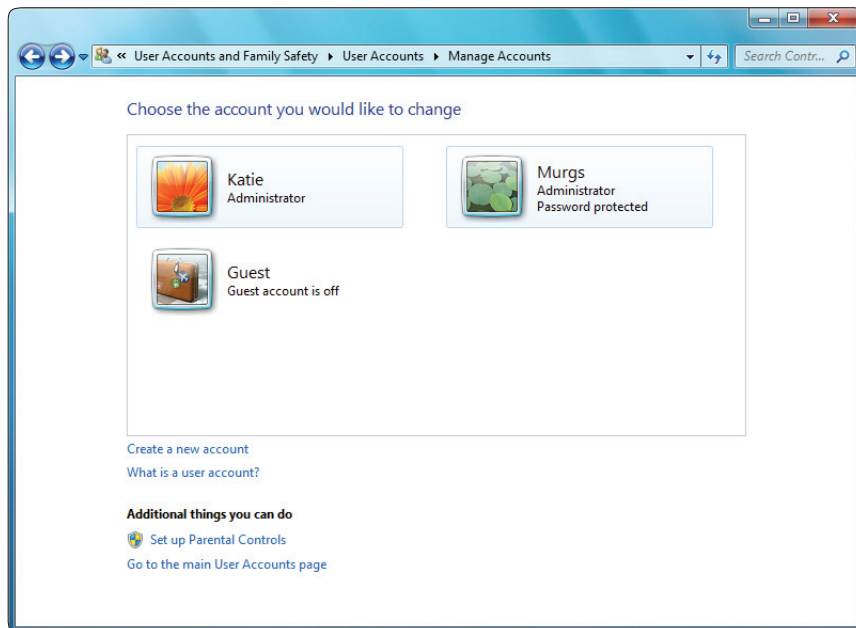 « User Accounts and Family Safety ▸ User Accounts ▸ Manage Accounts
Search Contr...
Choose the account you would like to change
Katie
Administrator
Murgs
Administrator
Password protected
Guest
Guest account is off
Create a new account
What is a user account?
Additional things you can do
Set up Parental Controls
Go to the main User Accounts page